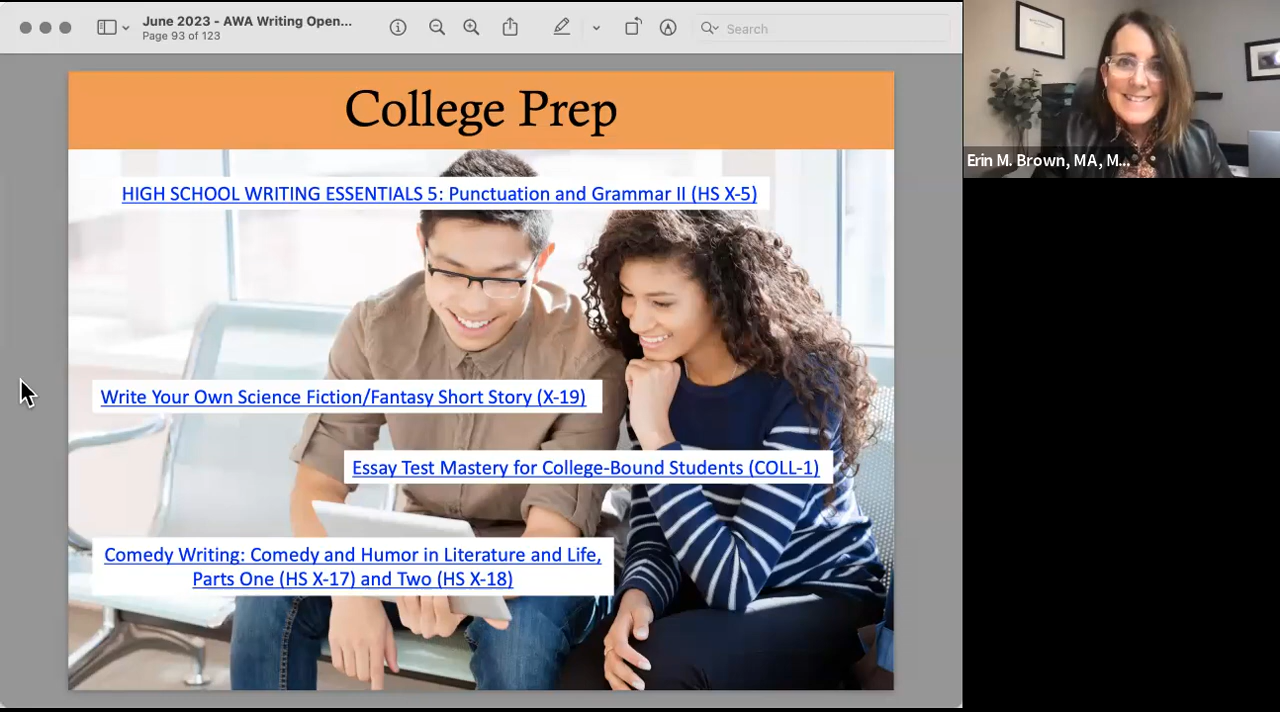 June 2023 - AWA Writing Open...
Page 93 of 123
Search
College Prep
HIGH SCHOOL WRITING ESSENTIALS 5: Punctuation and Grammar II (HS X-5)
Write Your Own Science Fiction/Fantasy Short Story (X-19)
Essay Test Mastery for College-Bound Students (COLL-1)
Comedy Writing: Comedy and Humor in Literature and Life,
Parts One (HS X-17) and Two (HS X-18)
Erin M. Brown, MA, M...